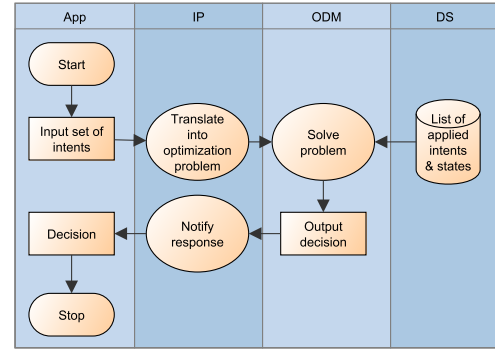 App
IP
ODM
DS
Start
Input set of
intents
Translate
into
optimization
problem
Solve
problem
List of
applied
intents
& states
Decision
Notify
response
Output
decision
Stop